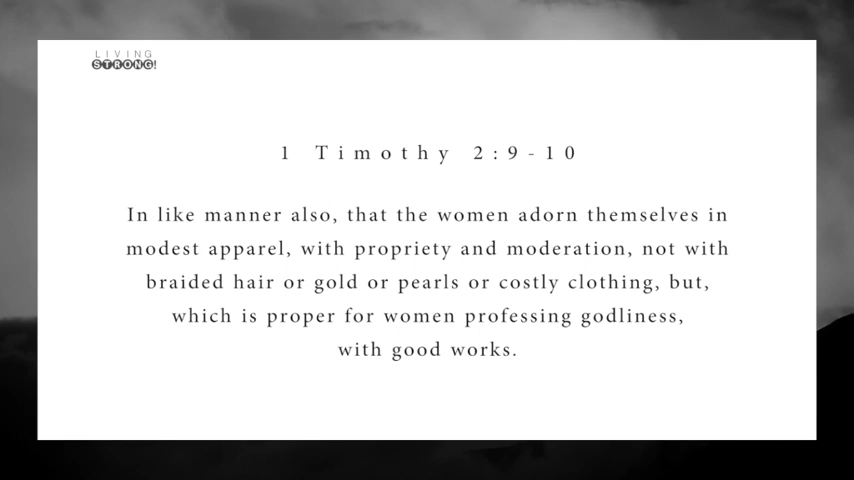 LIVING
STRONG!
1 Timothy 2:9-10
In like manner also, that the women adorn themselves in
modest apparel, with propriety and moderation, not with
braided hair or gold or pearls or costly clothing, but,
which is proper for women professing godliness,
with good works.